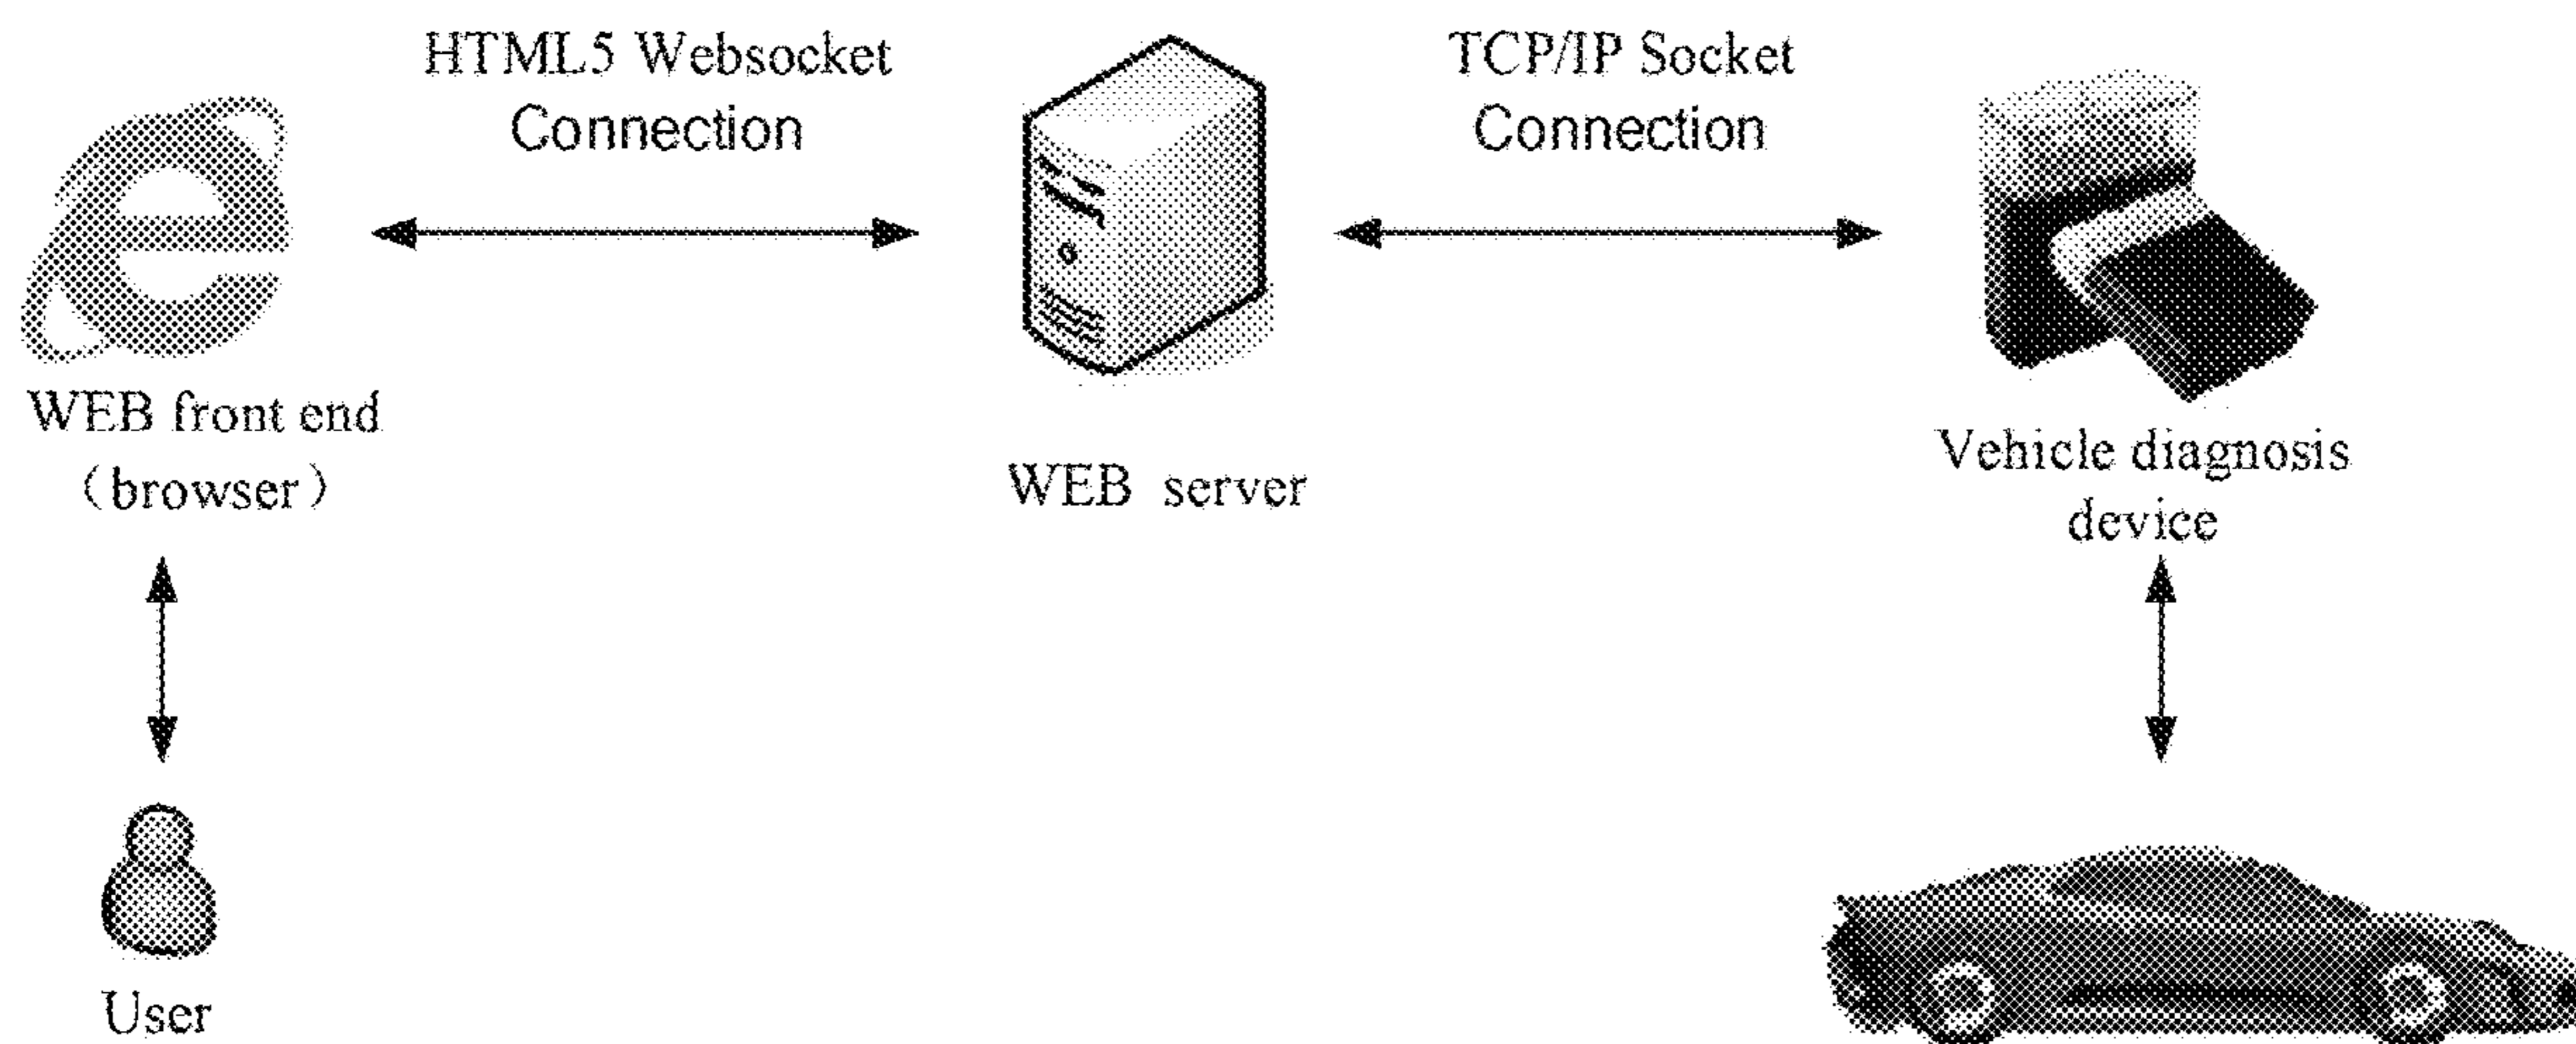 HTML5 Websocket
Connection
TCP/IP Socket
Connection
WEB front end
（browser）
WEB server
Vehicle diagnosis
device
User